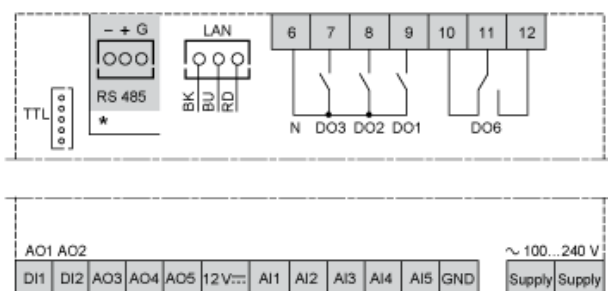 - + G LAN 6 7 8 9 10 11 12
RS 485
TTL
*
BK BU RD
N DO3 DO2 DO1 DO6
AO1 AO2 ~ 100...240 V
DI1 DI2 AO3 AO4 AO5 12 V⎓ AI1 AI2 AI3 AI4 AI5 GND Supply Supply